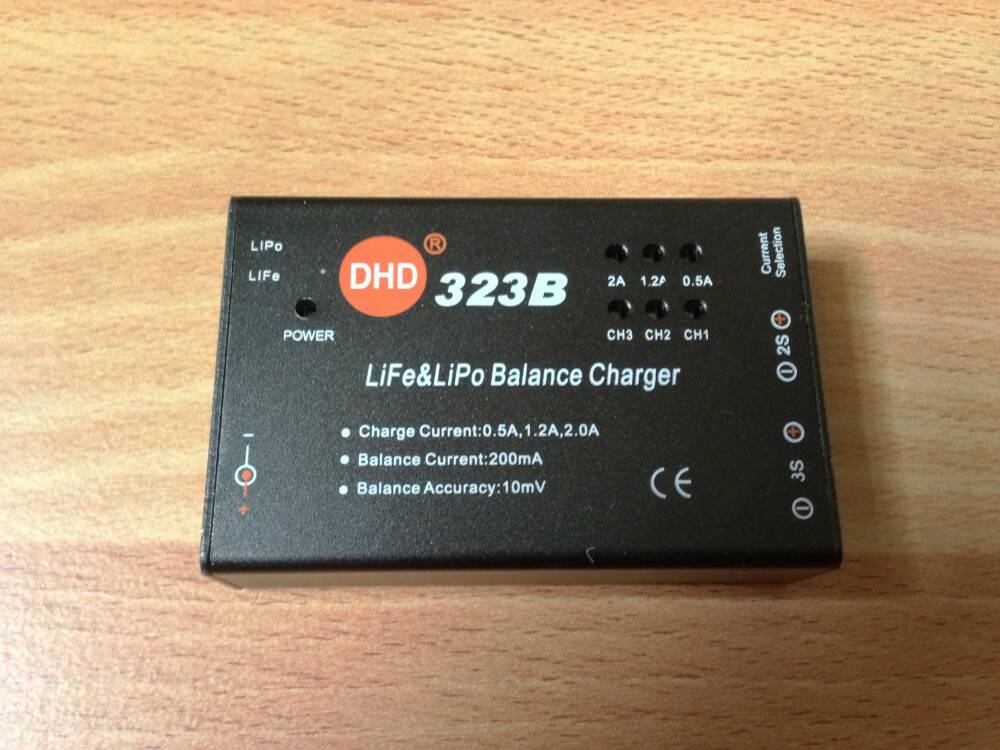 LIPo
LIFe
POWER
DHD®
323B
2A 1.2A 0.5A
CH3 CH2 CH1
Current
Selection
2S
3S
LiFe&LiPo Balance Charger
Charge Current:0.5A,1.2A,2.0A
Balance Current:200mA
Balance Accuracy:10mV
CE
− +